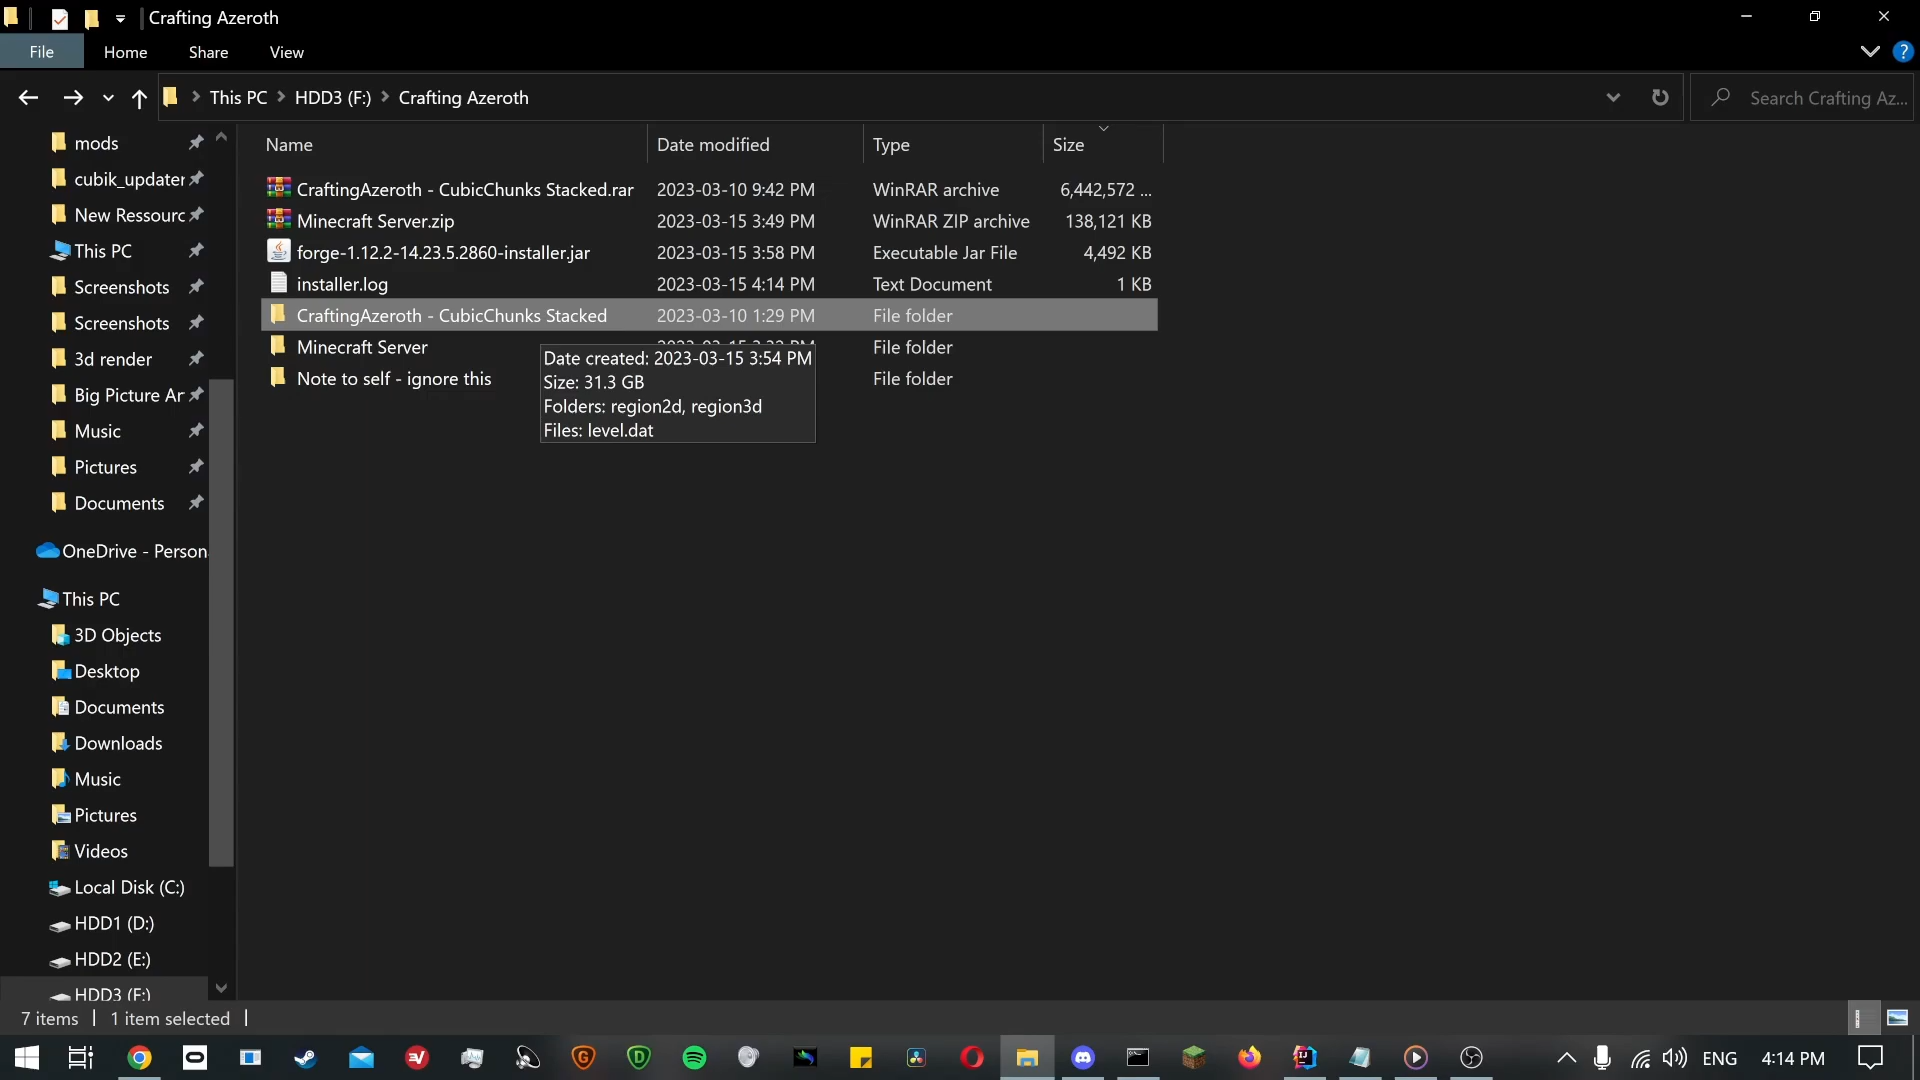 Crafting Azeroth
File Home Share View
This PC HDD3 (F:) Crafting Azeroth
Search Crafting Az...
mods
cubik_updater
New Ressourc
This PC
Screenshots
Screenshots
3d render
Big Picture Ar
Music
Pictures
Documents
OneDrive - Person
This PC
3D Objects
Desktop
Documents
Downloads
Music
Pictures
Videos
Local Disk (C:)
HDD1 (D:)
HDD2 (E:)
HDD3 (F:)
Name Date modified Type Size
CraftingAzeroth - CubicChunks Stacked.rar 2023-03-10 9:42 PM WinRAR archive 6,442,572 ...
Minecraft Server.zip 2023-03-15 3:49 PM WinRAR ZIP archive 138,121 KB
forge-1.12.2-14.23.5.2860-installer.jar 2023-03-15 3:58 PM Executable Jar File 4,492 KB
installer.log 2023-03-15 4:14 PM Text Document 1 KB
CraftingAzeroth - CubicChunks Stacked 2023-03-10 1:29 PM File folder
Minecraft Server File folder
Note to self - ignore this File folder
Date created: 2023-03-15 3:54 PM
Size: 31.3 GB
Folders: region2d, region3d
Files: level.dat
7 items 1 item selected
ENG 4:14 PM